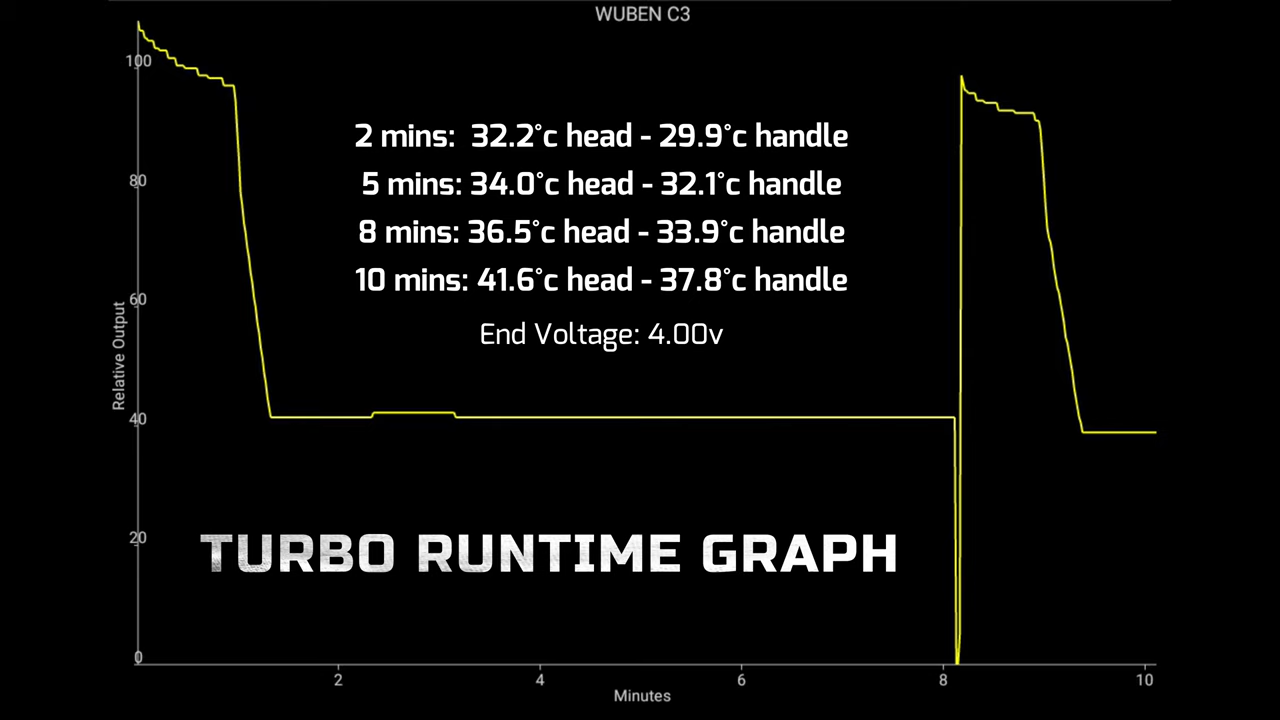 WUBEN C3
100
2 mins: 32.2°c head - 29.9°c handle
5 mins: 34.0°c head - 32.1°c handle
80
8 mins: 36.5°c head - 33.9°c handle
10 mins: 41.6°c head - 37.8°c handle
60
End Voltage: 4.00v
Relative Output
40
20
TURBO RUNTIME GRAPH
0
2 4 6 8 10
Minutes